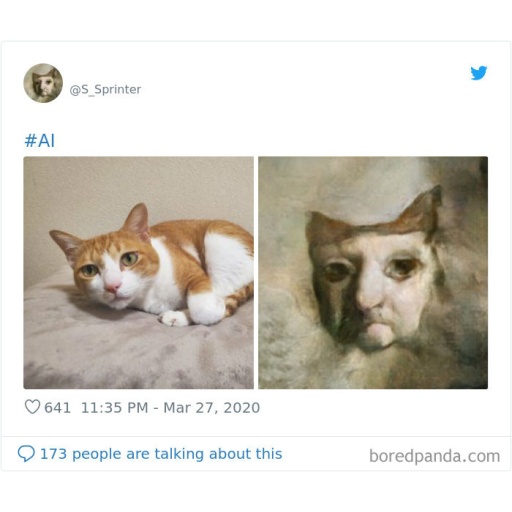 @S_Sprinter
#AI
641 11:35 PM - Mar 27, 2020
173 people are talking about this
boredpanda.com